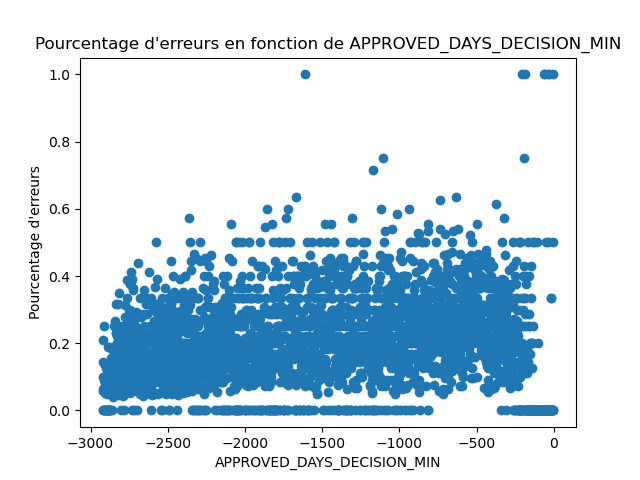 Pourcentage d'erreurs en fonction de APPROVED_DAYS_DECISION_MIN
1.0
0.8
0.6
0.4
0.2
0.0
Pourcentage d'erreurs
−3000 −2500 −2000 −1500 −1000 −500 0
APPROVED_DAYS_DECISION_MIN